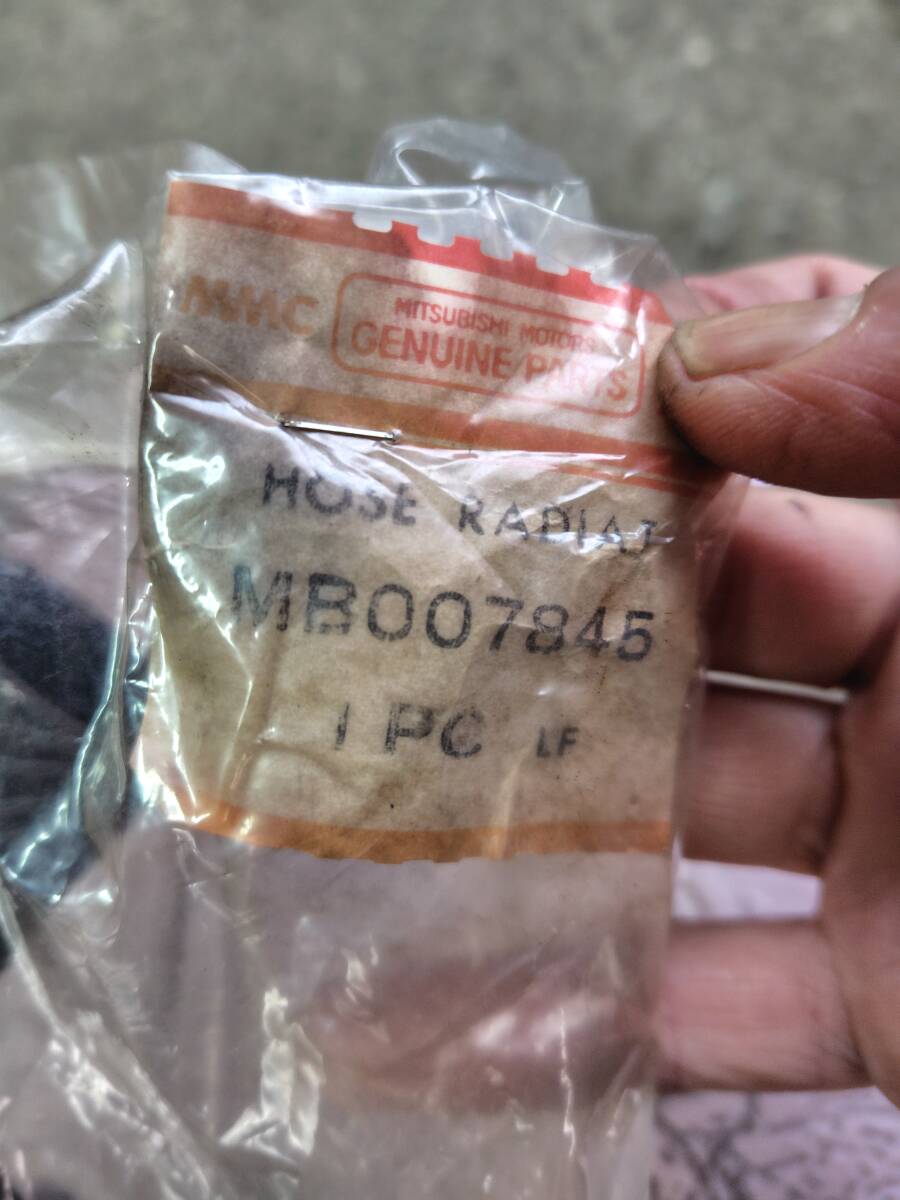 MMC
MITSUBISHI MOTORS
GENUINE PARTS
HOSE RADIAT
MB007845
1 PC LF